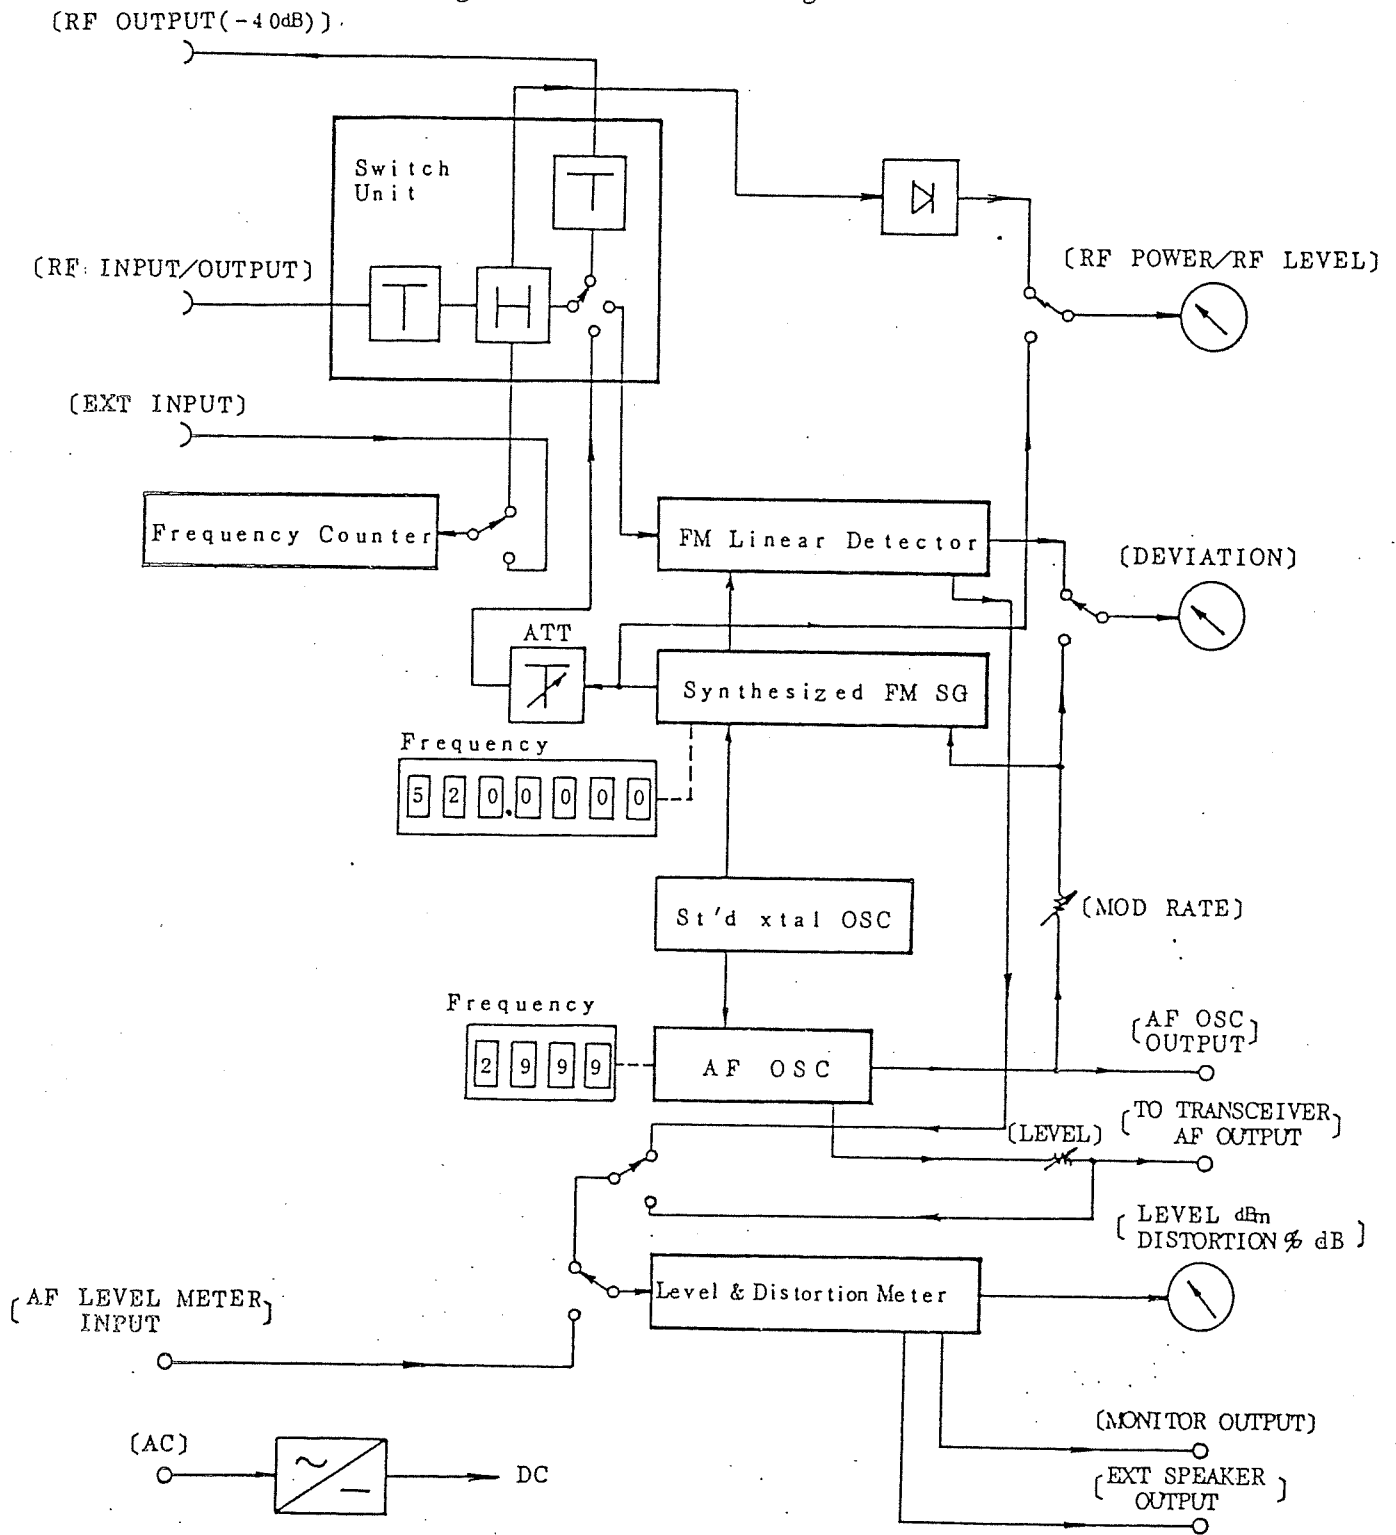 (RF OUTPUT(-40dB))
Switch
Unit
(RF INPUT/OUTPUT)
(RF POWER/RF LEVEL)
(EXT INPUT)
Frequency Counter
FM Linear Detector
(DEVIATION)
ATT
Synthesized FM SG
Frequency
520.0000
St'd xtal OSC
(MOD RATE)
Frequency
2999
AF OSC
(AF OSC
OUTPUT)
(LEVEL)
(TO TRANSCEIVER
AF OUTPUT)
(LEVEL dBm
DISTORTION % dB)
Level & Distortion Meter
(AF LEVEL METER
INPUT)
(MONITOR OUTPUT)
(AC)
DC
(EXT SPEAKER
OUTPUT)